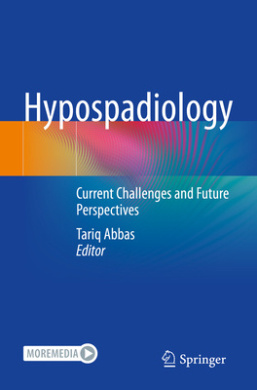 Hypospadiology
Current Challenges and Future
Perspectives
Tariq Abbas
Editor
MOREMEDIA
Springer